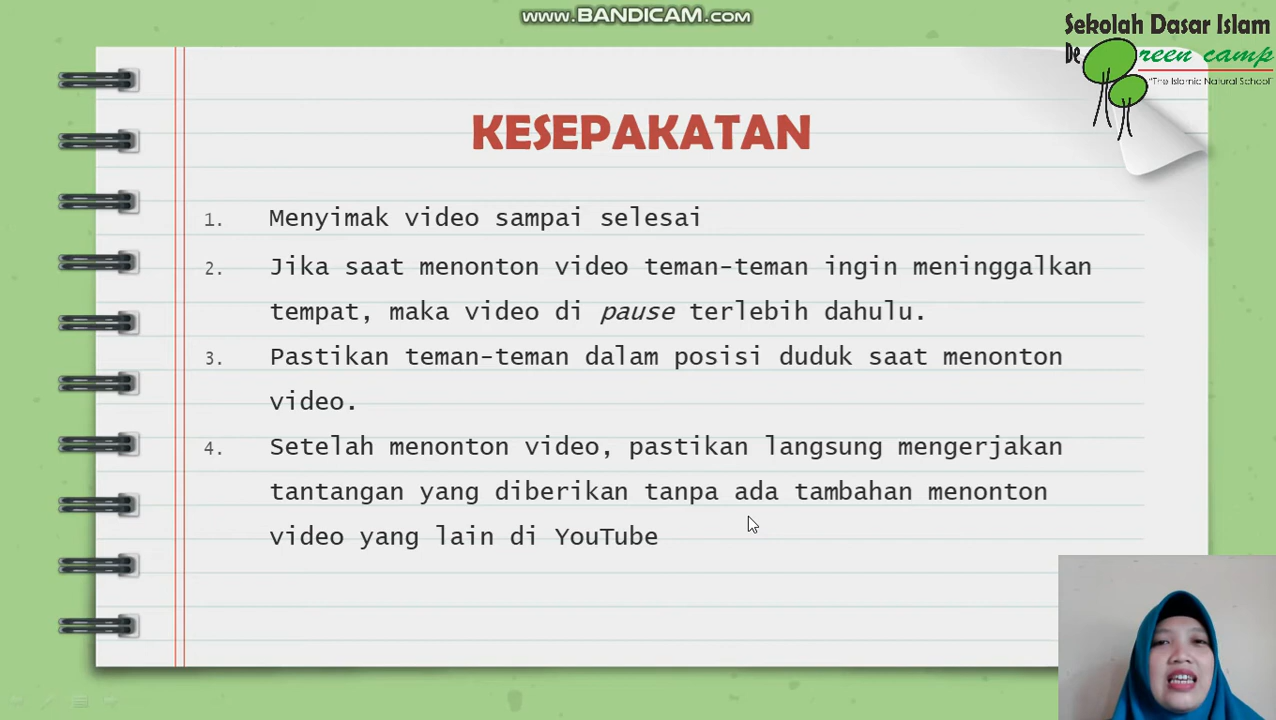 www.BANDICAM.com
Sekolah Dasar Islam
De Green camp
"The Islamic Natural School"
KESEPAKATAN
1. Menyimak video sampai selesai
2. Jika saat menonton video teman-teman ingin meninggalkan
tempat, maka video di pause terlebih dahulu.
3. Pastikan teman-teman dalam posisi duduk saat menonton
video.
4. Setelah menonton video, pastikan langsung mengerjakan
tantangan yang diberikan tanpa ada tambahan menonton
video yang lain di YouTube